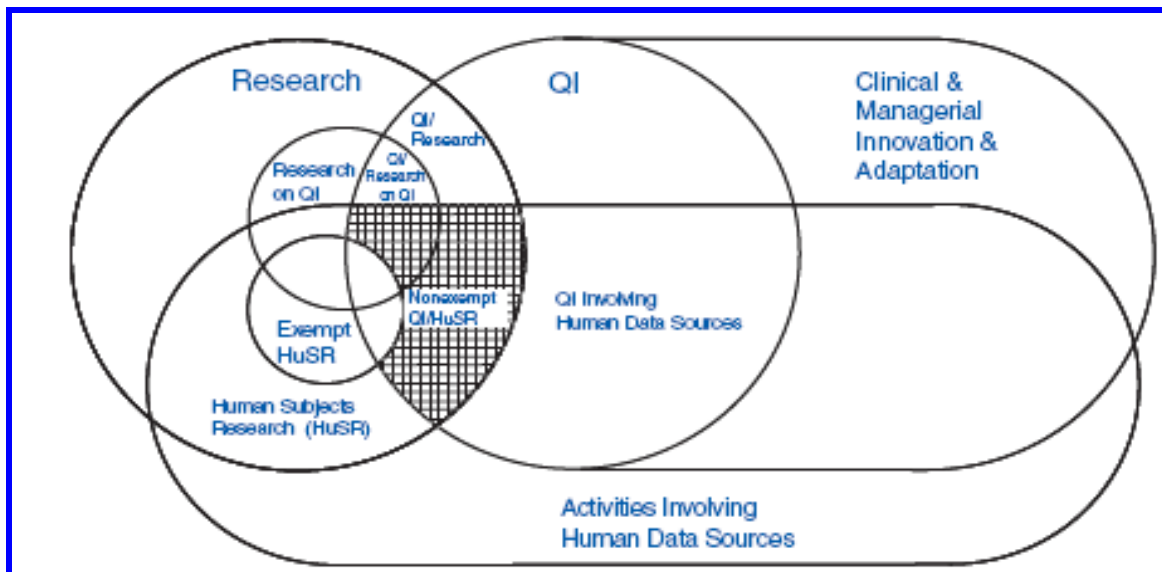 Research
QI
Clinical &
Managerial
Innovation &
Adaptation
QI/
Research
Research
on QI
QI/
Research
on QI
Nonexempt
QI/HuSR
QI Involving
Human Data Sources
Exempt
HuSR
Human Subjects
Research (HuSR)
Activities Involving
Human Data Sources